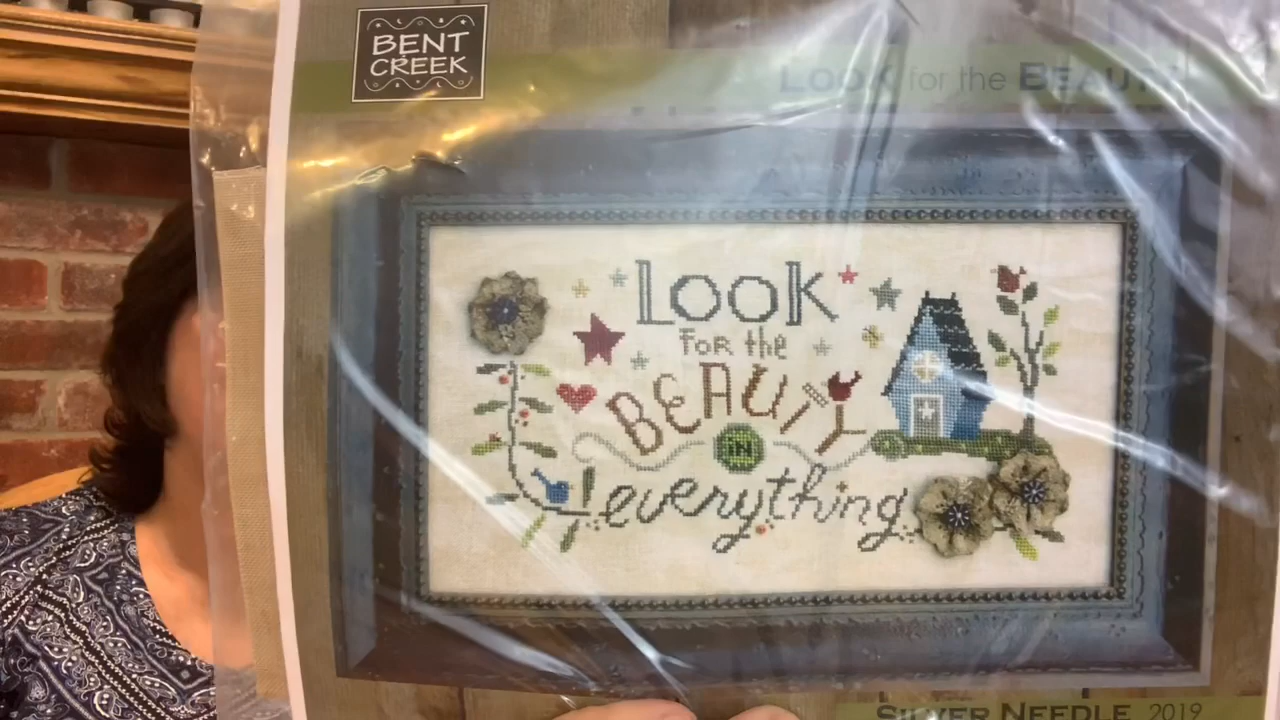 BENT
CREEK
LOOK for the BEAUTY
Look
FOR the
BEAUTY
IN
everything
SILVER NEEDLE 2019